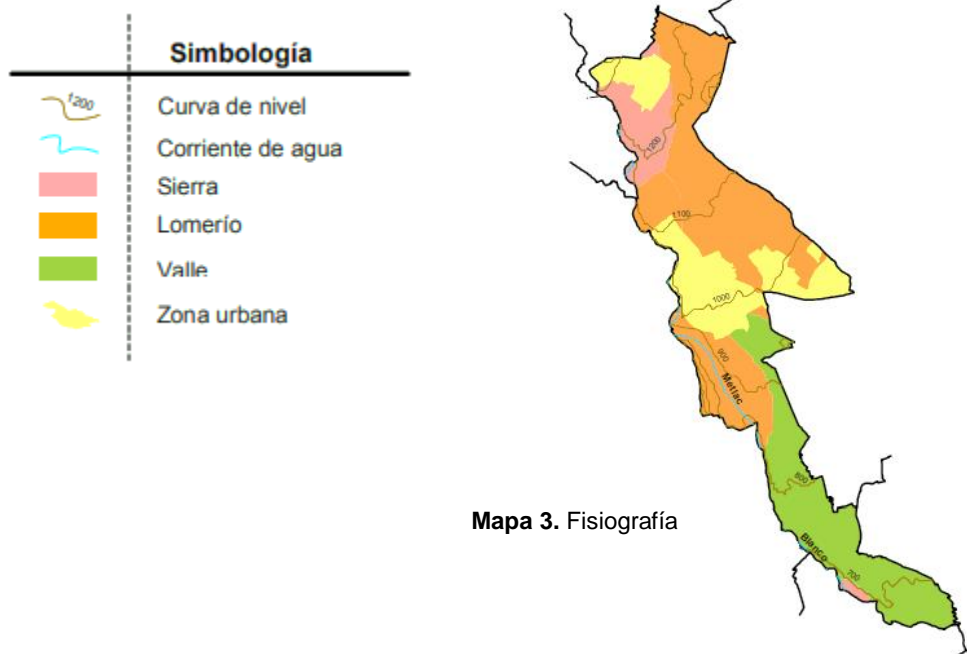 Simbología
1200
Curva de nivel
Corriente de agua
Sierra
Lomerío
Valle
Zona urbana
1200
1100
1000
900
Metlac
800
Blanco
700
Mapa 3. Fisiografía